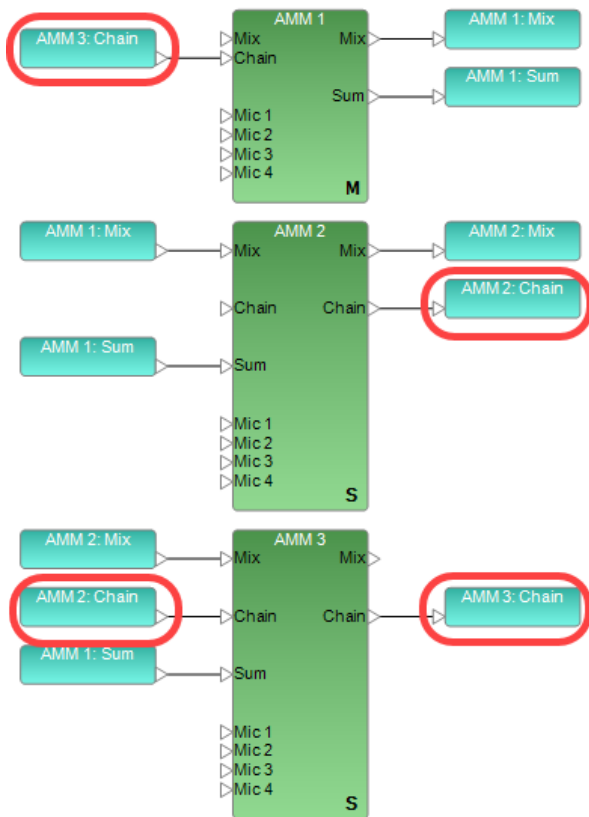 AMM 1
AMM 3: Chain
Mix
Mix
AMM 1: Mix
Chain
Sum
AMM 1: Sum
Mic 1
Mic 2
Mic 3
Mic 4
M
AMM 1: Mix
AMM 2
AMM 2: Mix
Mix
Mix
Chain
Chain
AMM 2: Chain
AMM 1: Sum
Sum
Mic 1
Mic 2
Mic 3
Mic 4
S
AMM 2: Mix
AMM 3
Mix
Mix
AMM 2: Chain
Chain
Chain
AMM 3: Chain
AMM 1: Sum
Sum
Mic 1
Mic 2
Mic 3
Mic 4
S